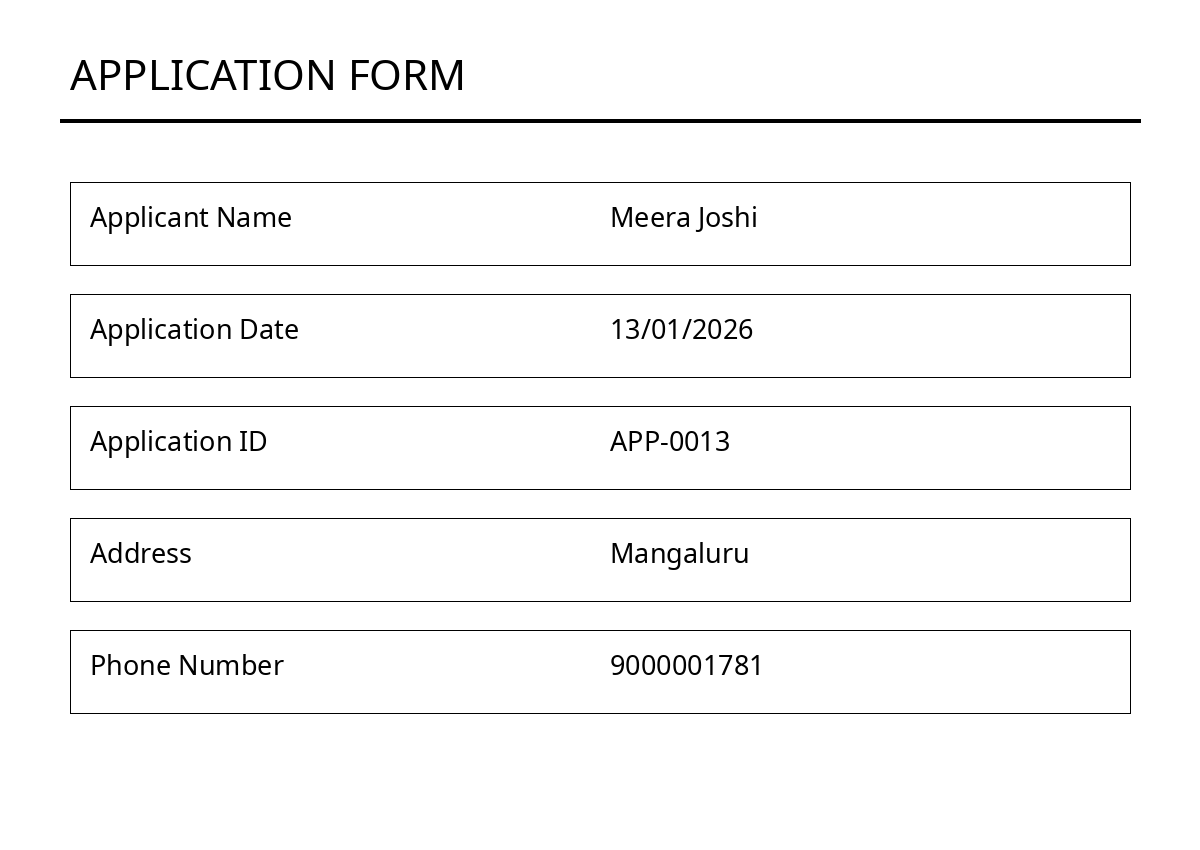 APPLICATION FORM
Applicant Name Meera Joshi
Application Date 13/01/2026
Application ID APP-0013
Address Mangaluru
Phone Number 9000001781